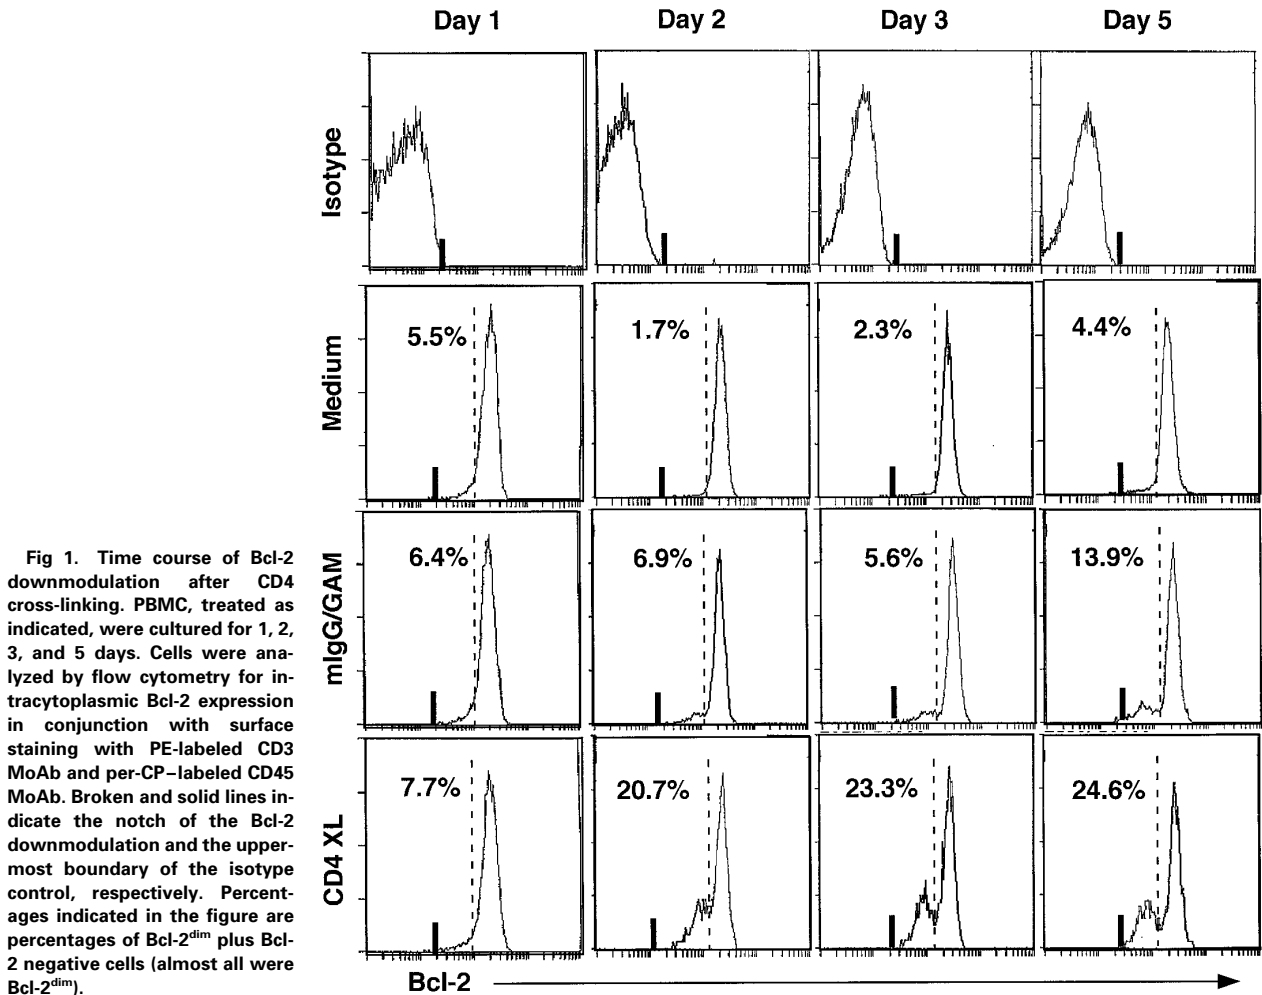 Day 1 Day 2 Day 3 Day 5
Isotype
Medium
5.5% 1.7% 2.3% 4.4%
mIgG/GAM
6.4% 6.9% 5.6% 13.9%
CD4 XL
7.7% 20.7% 23.3% 24.6%
Bcl-2
Fig 1. Time course of Bcl-2
downmodulation after CD4
cross-linking. PBMC, treated as
indicated, were cultured for 1, 2,
3, and 5 days. Cells were ana-
lyzed by flow cytometry for in-
tracytoplasmic Bcl-2 expression
in conjunction with surface
staining with PE-labeled CD3
MoAb and per-CP–labeled CD45
MoAb. Broken and solid lines in-
dicate the notch of the Bcl-2
downmodulation and the upper-
most boundary of the isotype
control, respectively. Percent-
ages indicated in the figure are
percentages of Bcl-2dim plus Bcl-
2 negative cells (almost all were
Bcl-2dim).